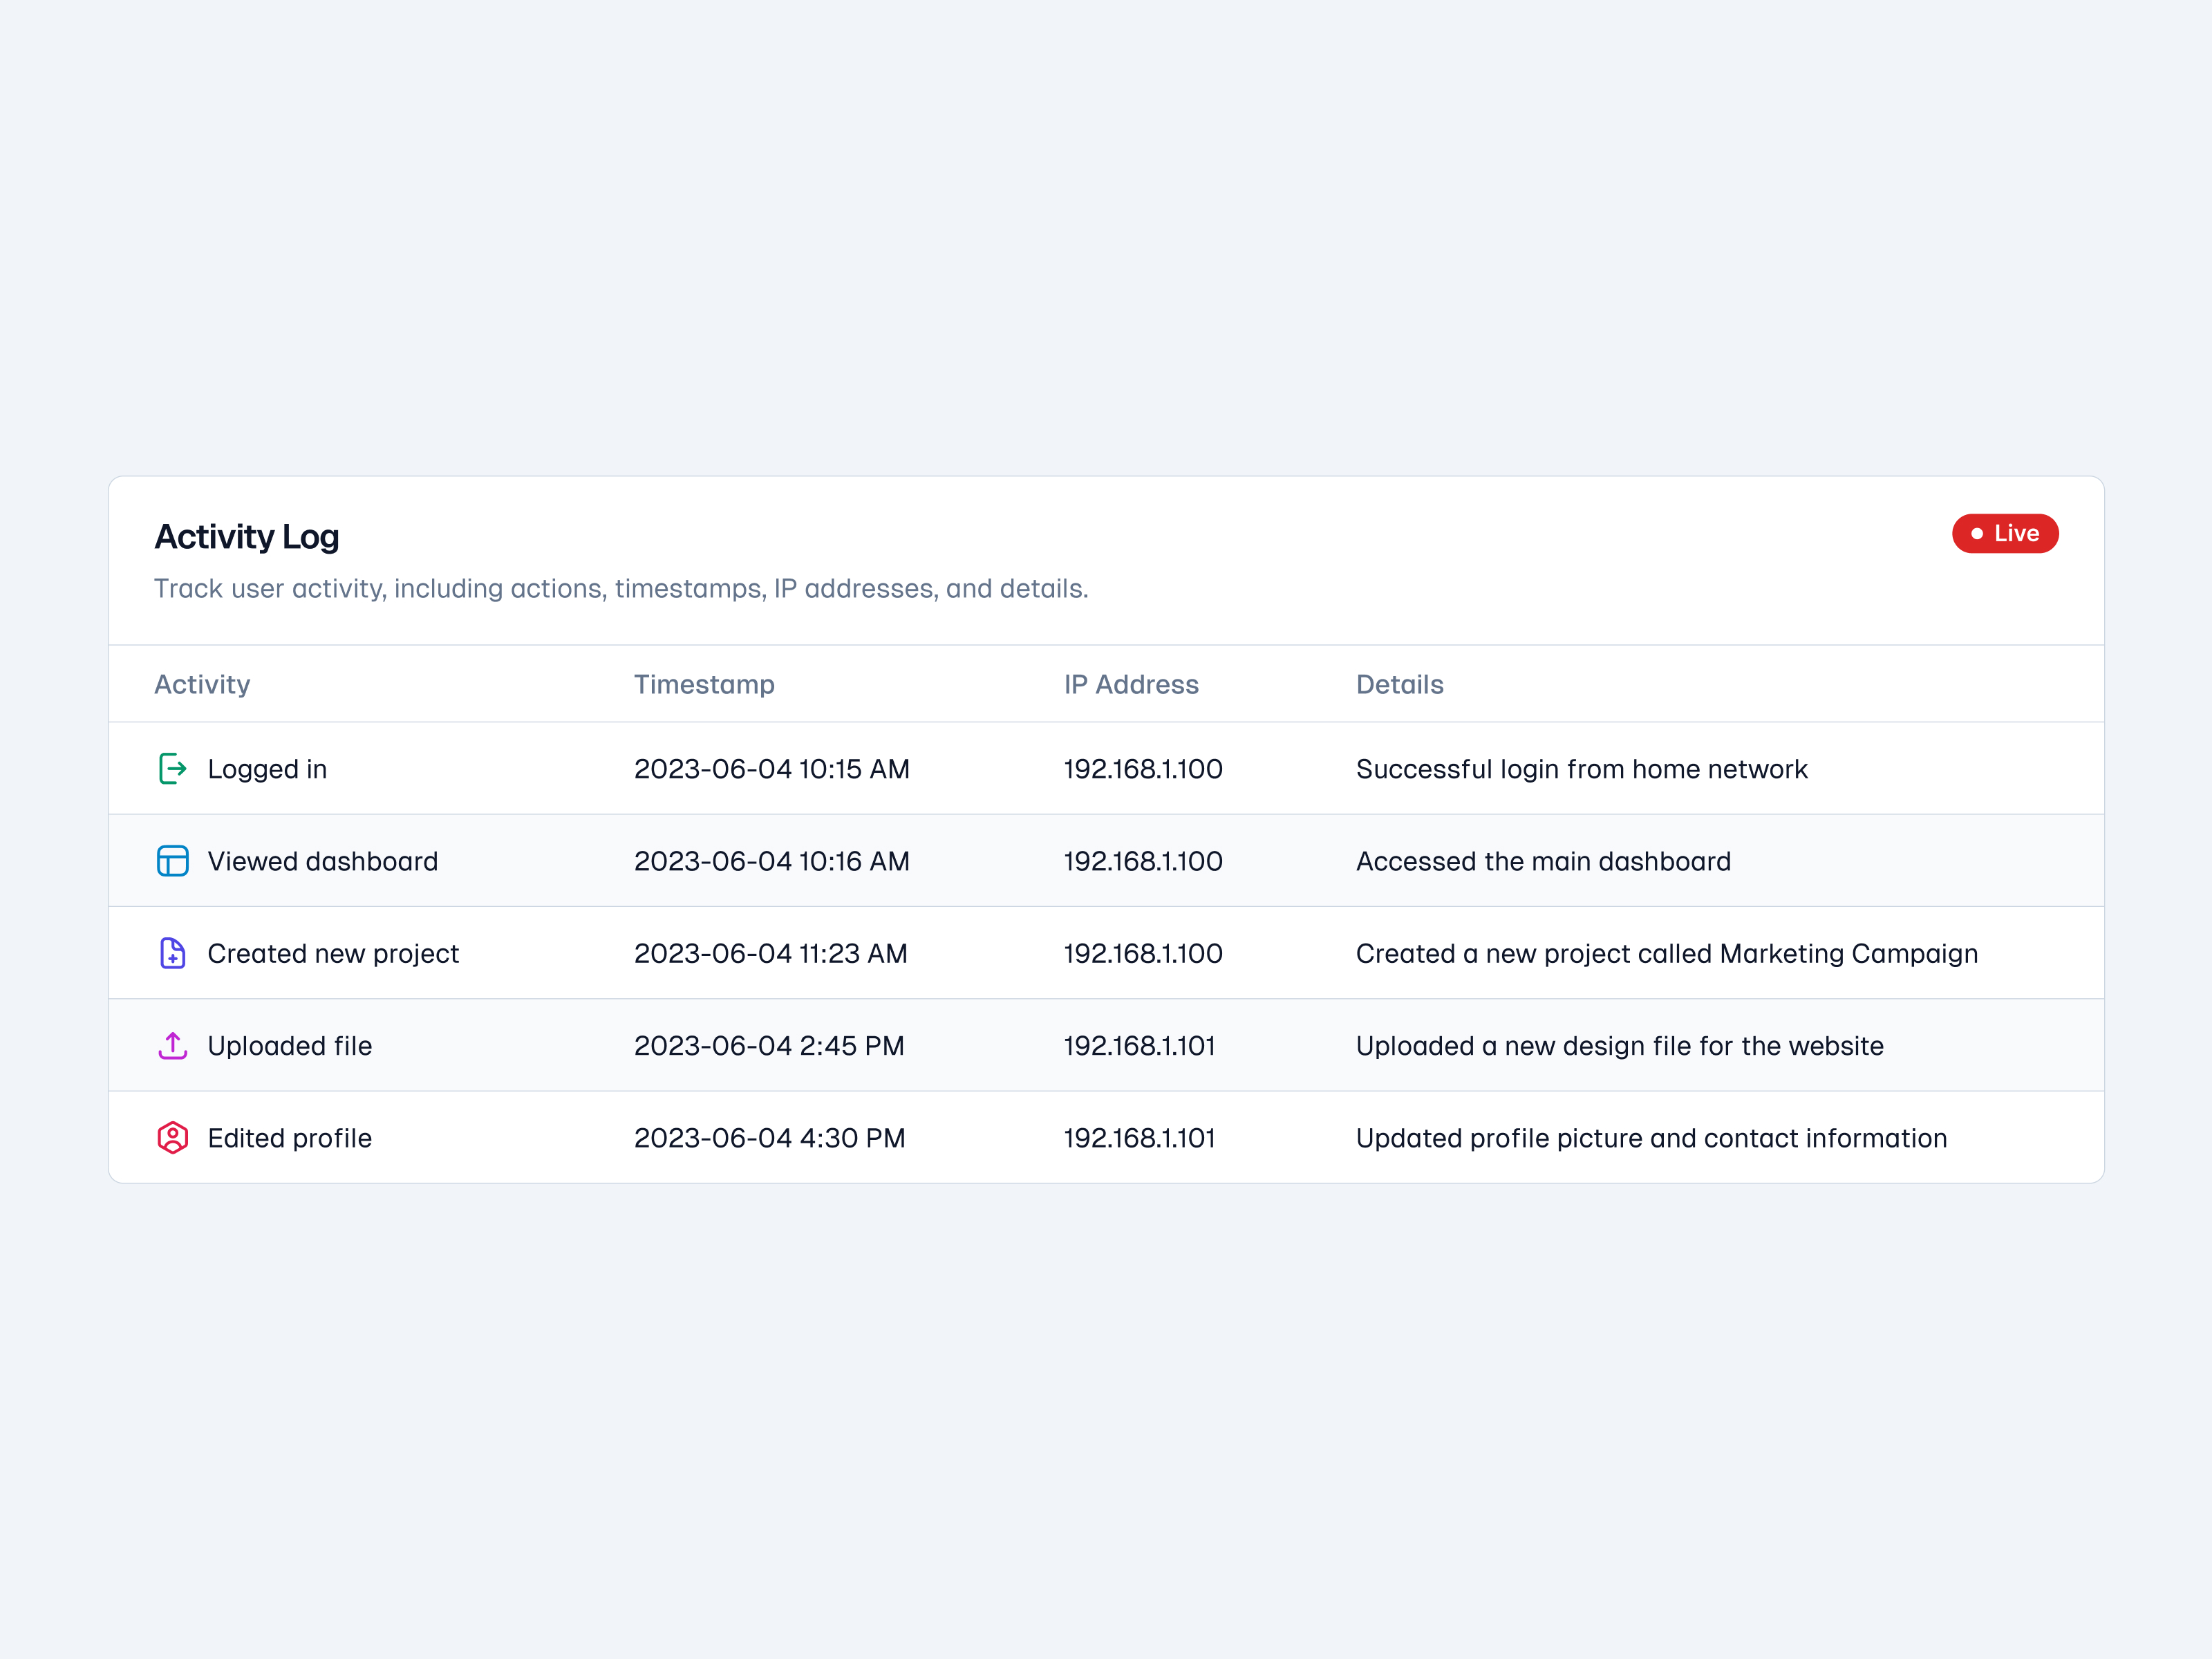 Activity Log
Live
Track user activity, including actions, timestamps, IP addresses, and details.
Activity Timestamp IP Address Details
Logged in 2023-06-04 10:15 AM 192.168.1.100 Successful login from home network
Viewed dashboard 2023-06-04 10:16 AM 192.168.1.100 Accessed the main dashboard
Created new project 2023-06-04 11:23 AM 192.168.1.100 Created a new project called Marketing Campaign
Uploaded file 2023-06-04 2:45 PM 192.168.1.101 Uploaded a new design file for the website
Edited profile 2023-06-04 4:30 PM 192.168.1.101 Updated profile picture and contact information